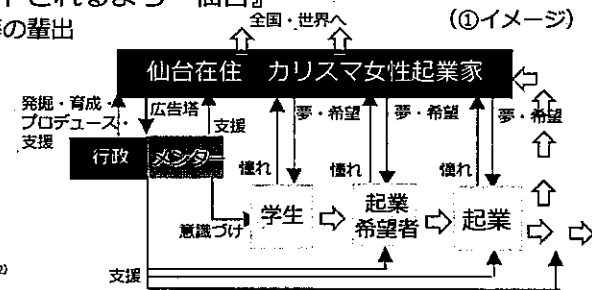 されるよう 仙台』
の輩出
(①イメージ)
全国・世界へ
仙台在住 カリスマ女性起業家
発掘・育成・
プロデュース・
支援
広告塔
支援
夢・希望
夢・希望
夢・希望
行政
メンター
憧れ
憧れ
憧れ
意識づけ
学生
起業
希望者
起業
支援